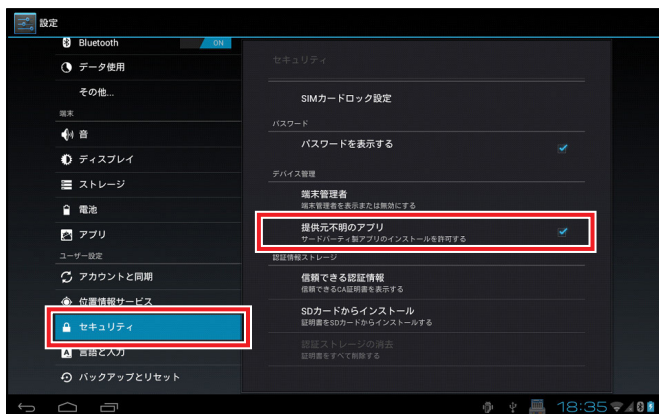 設定
Bluetooth
ON
データ使用
その他...
端末
音
ディスプレイ
ストレージ
電池
アプリ
ユーザー設定
アカウントと同期
位置情報サービス
セキュリティ
言語と入力
バックアップとリセット
セキュリティ
SIMカードロック設定
パスワード
パスワードを表示する
デバイス管理
端末管理者
端末管理者を表示または無効にする
提供元不明のアプリ
サードパーティ製アプリのインストールを許可する
認証情報ストレージ
信頼できる認証情報
信頼できるCA証明書を表示する
SDカードからインストール
証明書をSDカードからインストールする
認証ストレージの消去
証明書をすべて削除する
18:35